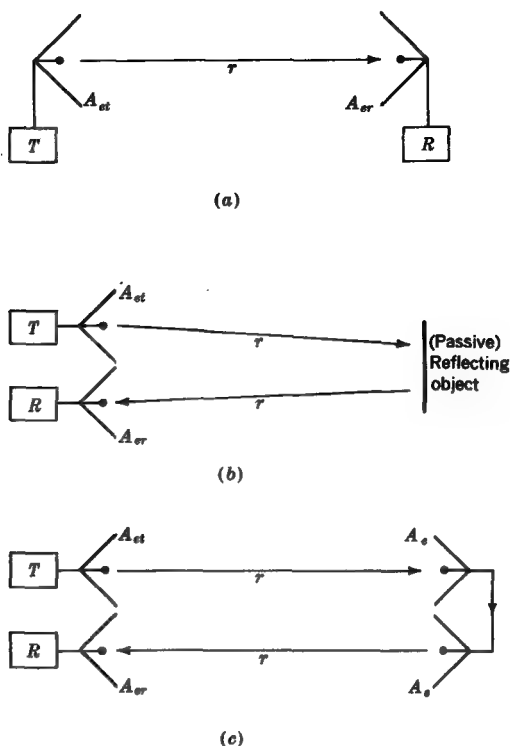 r
A_et
A_er
T
R
(a)
A_et
T
r
(Passive)
Reflecting
object
R
r
A_er
(b)
A_et
A_e
T
r
R
r
A_er
A_e
(c)